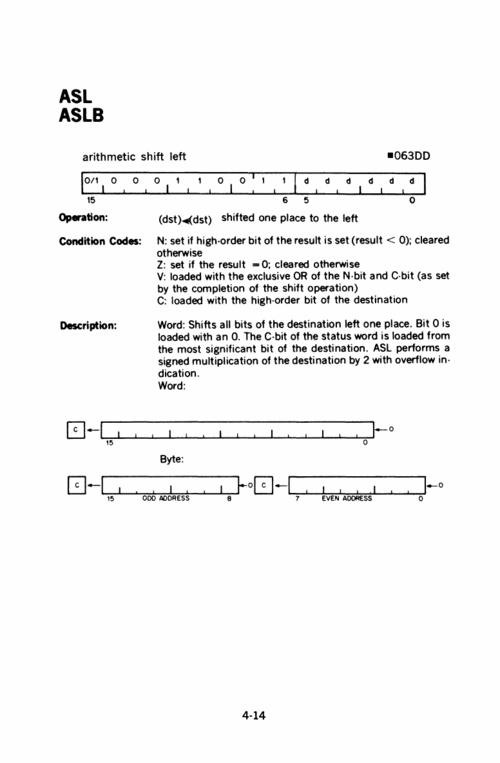 ASL
ASLB
arithmetic shift left ■063DD
0/1 0 0 0 1 1 0 0 1 1 d d d d d d
15 6 5 0
Operation: (dst)◄(dst) shifted one place to the left
Condition Codes: N: set if high-order bit of the result is set (result < 0); cleared
otherwise
Z: set if the result =0; cleared otherwise
V: loaded with the exclusive OR of the N-bit and C-bit (as set
by the completion of the shift operation)
C: loaded with the high-order bit of the destination
Description: Word: Shifts all bits of the destination left one place. Bit 0 is
loaded with an 0. The C-bit of the status word is loaded from
the most significant bit of the destination. ASL performs a
signed multiplication of the destination by 2 with overflow in-
dication.
Word:
C 0
15 0
Byte:
C 0 C 0
15 ODD ADDRESS 8 7 EVEN ADDRESS 0
4-14